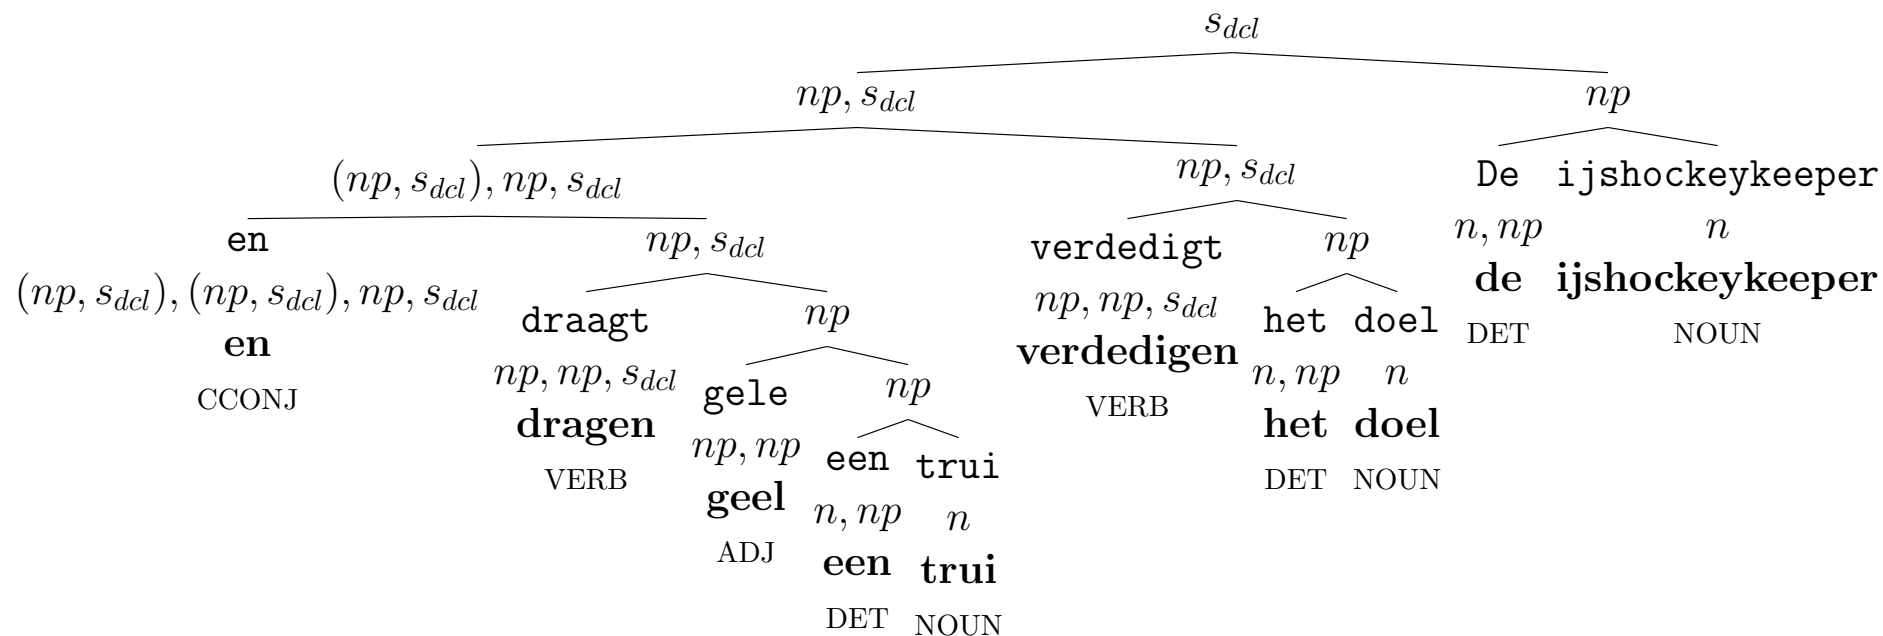 s_dcl
np, s_dcl np
(np, s_dcl), np, s_dcl np, s_dcl De ijshockeykeeper
n, np n
de ijshockeykeeper
DET NOUN
en np, s_dcl verdedigt np
(np, s_dcl), (np, s_dcl), np, s_dcl np, np, s_dcl
en verdedigen
CCONJ VERB
draagt np het doel
np, np, s_dcl n, np n
dragen het doel
VERB DET NOUN
gele np
np, np
geel
ADJ
een trui
n, np n
een trui
DET NOUN